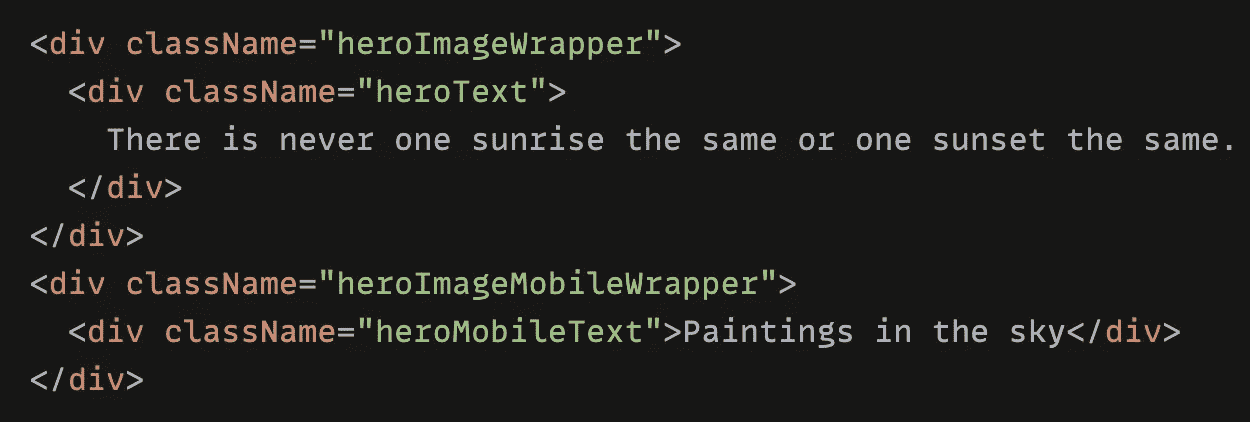 <div className="heroImageWrapper">
  <div className="heroText">
    There is never one sunrise the same or one sunset the same.
  </div>
</div>
<div className="heroImageMobileWrapper">
  <div className="heroMobileText">Paintings in the sky</div>
</div>